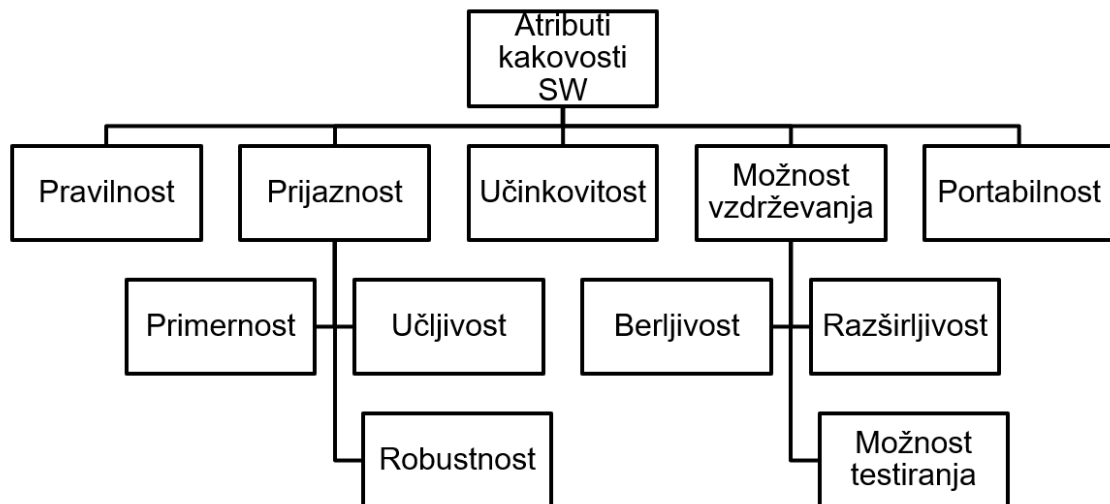 Atributi
kakovosti
SW
Pravilnost
Prijaznost
Učinkovitost
Možnost
vzdrževanja
Portabilnost
Primernost
Učljivost
Berljivost
Razširljivost
Robustnost
Možnost
testiranja